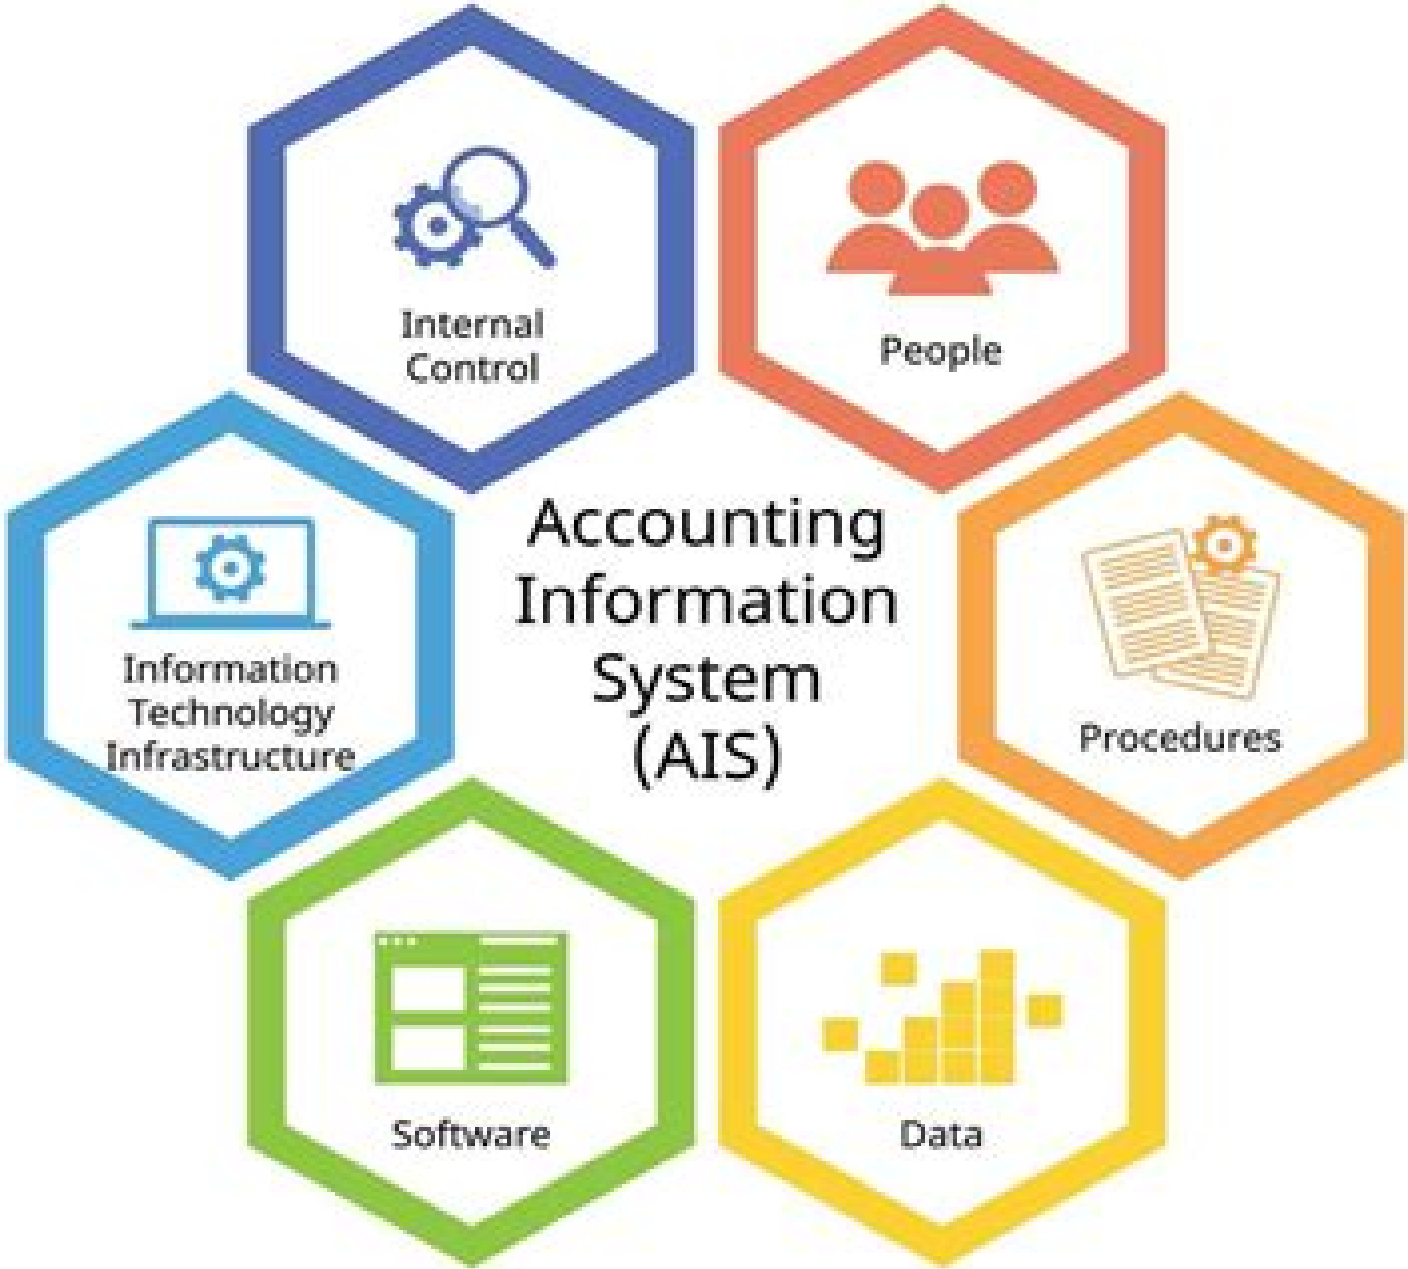 Internal
Control
People
Accounting
Information
System
(AIS)
Information
Technology
Infrastructure
Procedures
Software
Data